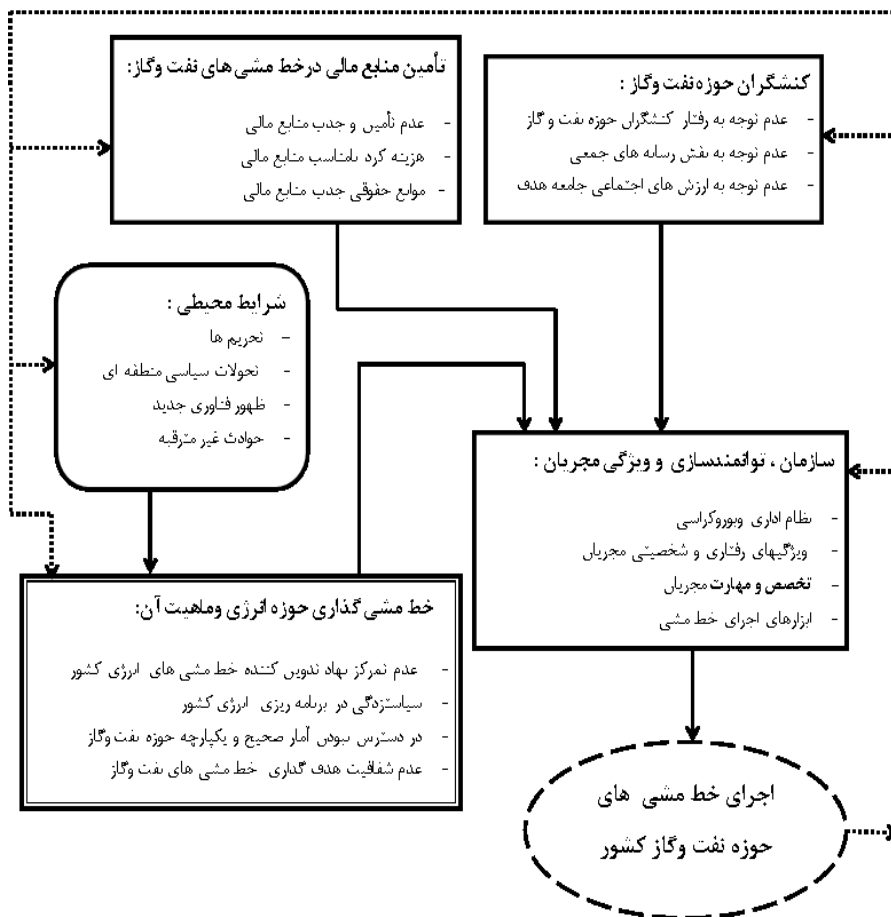 کنشگران حوزه نفت وگاز :
- عدم توجه به رفتار کنشگران حوزه نفت و گاز
- عدم توجه به نقش رسانه های جمعی
- عدم توجه به ارزش های اجتماعی جامعه هدف
تأمین منابع مالی درخط مشی های نفت وگاز:
- عدم تأمین و جذب منابع مالی
- هزینه کرد نامناسب منابع مالی
- موانع حقوقی جذب منابع مالی
شرایط محیطی :
- تحریم ها
- تحولات سیاسی منطقه ای
- ظهور فناوری جدید
- حوادث غیر مترقبه
سازمان ، توانمندسازی و ویژگی مجریان :
- نظام اداری وبوروکراسی
- ویژگیهای رفتاری و شخصیتی مجریان
- تخصص و مهارت مجریان
- ابزارهای اجرای خط مشی
خط مشی گذاری حوزه انرژی وماهیت آن:
- عدم تمرکز نهاد تدوین کننده خط مشی های انرژی کشور
- سیاستزدگی در برنامه ریزی انرژی کشور
- در دسترس نبودن آمار صحیح و یکپارچه حوزه نفت وگاز
- عدم شفافیت هدف گذاری خط مشی های نفت وگاز
اجرای خط مشی های
حوزه نفت وگاز کشور